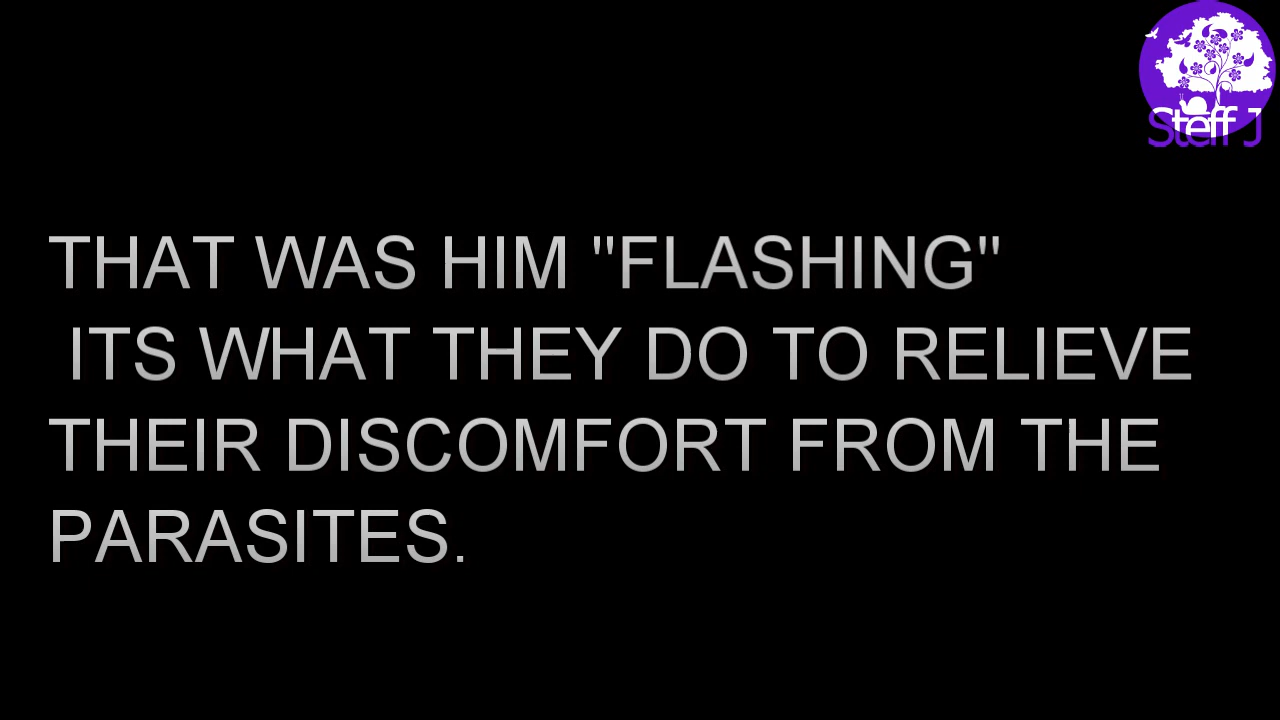 Steff J
THAT WAS HIM "FLASHING"
ITS WHAT THEY DO TO RELIEVE
THEIR DISCOMFORT FROM THE
PARASITES.